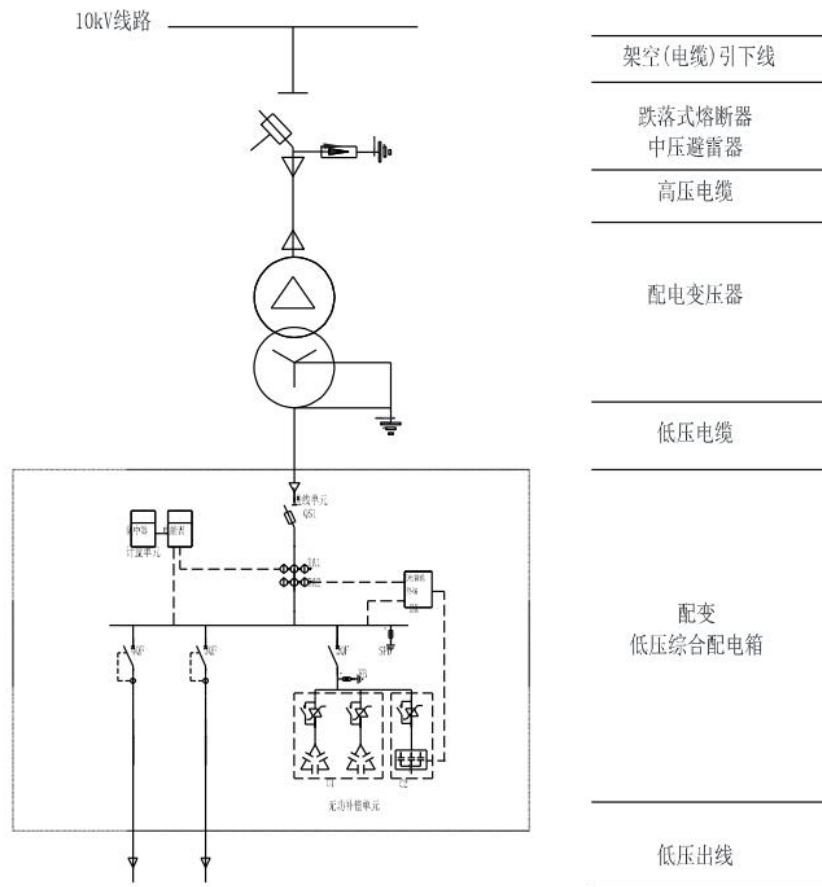 10kV线路
架空(电缆)引下线
跌落式熔断器
中压避雷器
高压电缆
配电变压器
低压电缆
进线单元
QS1
计量单元
配变
低压综合配电箱
C1
C2
无功补偿单元
低压出线